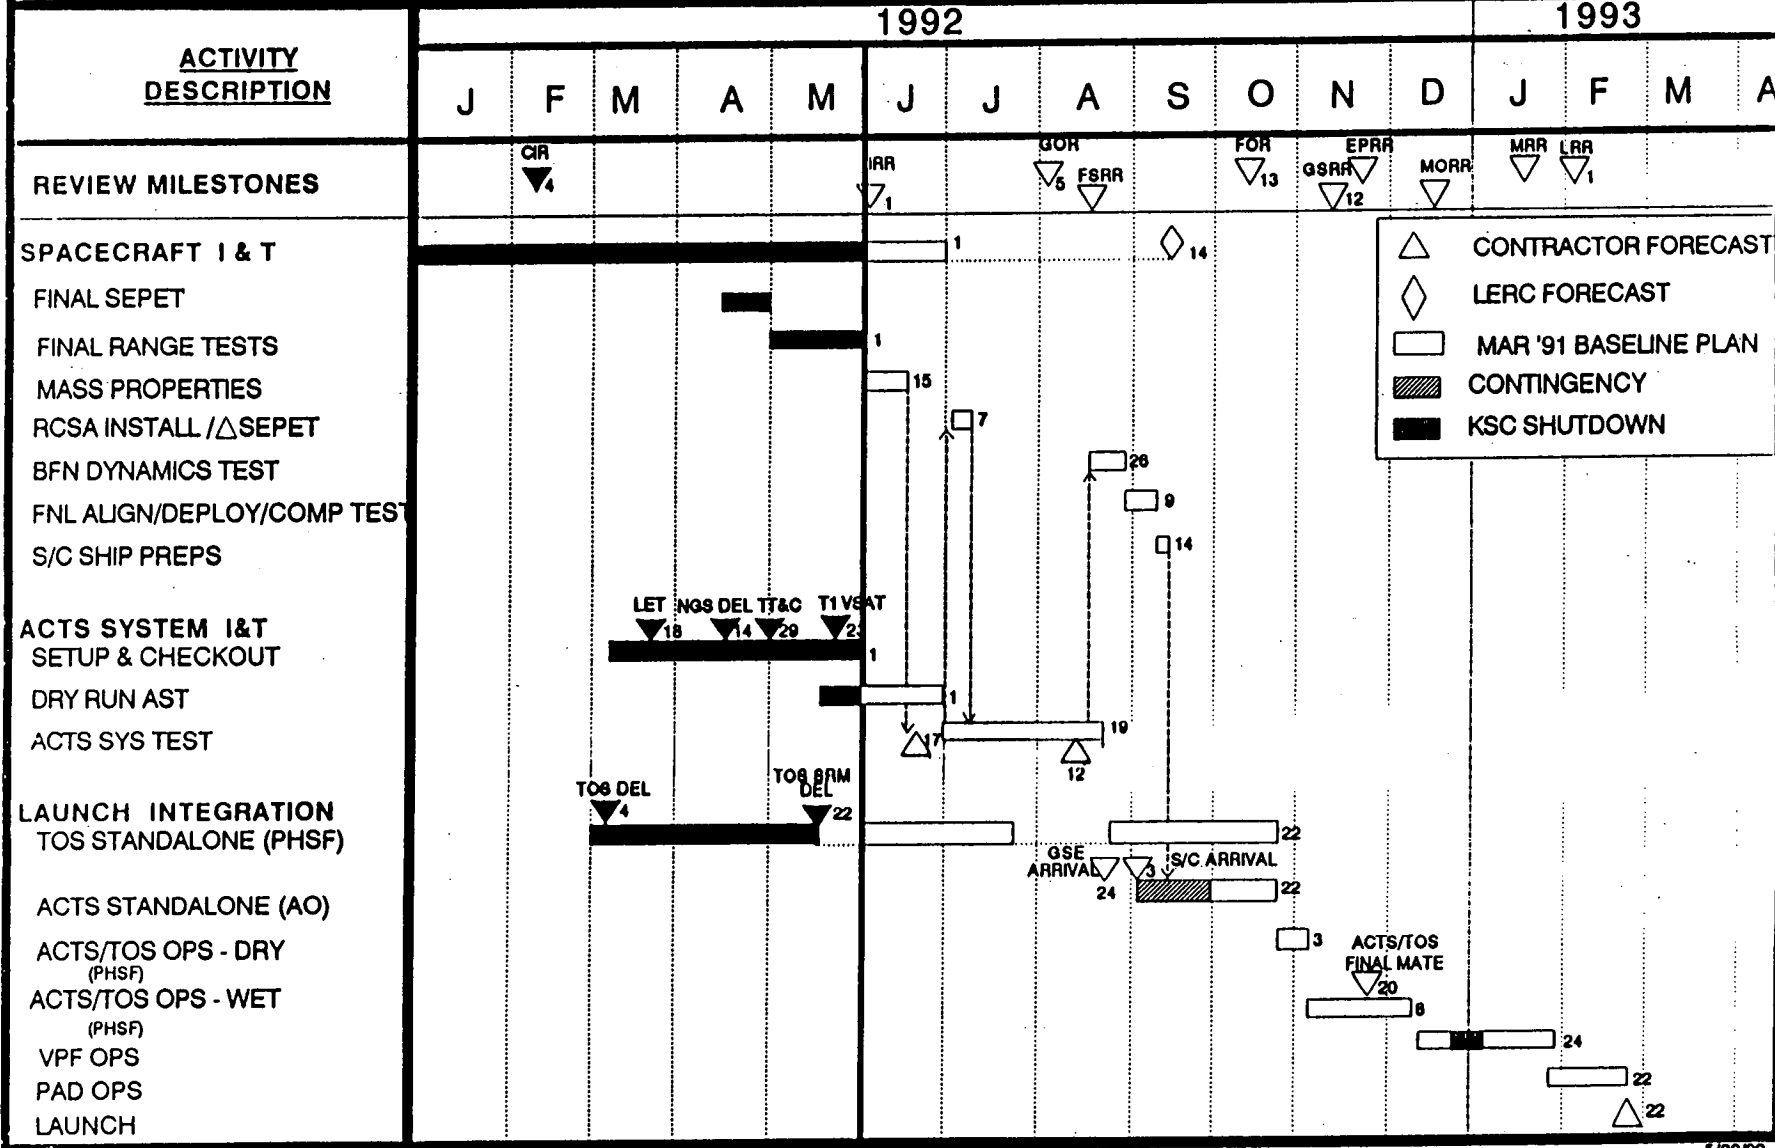 1992
1993
ACTIVITY
DESCRIPTION
J F M A M J J A S O N D J F M A
REVIEW MILESTONES
CIR
4
IRR
1
GOR
5
FSRR
FOR
13
GSRR
12
EPRR
MORR
MRR
LRR
1
CONTRACTOR FORECAST
LERC FORECAST
MAR '91 BASELINE PLAN
CONTINGENCY
KSC SHUTDOWN
SPACECRAFT I & T
1
14
FINAL SEPET
FINAL RANGE TESTS
1
MASS PROPERTIES
15
RCSA INSTALL /△SEPET
7
BFN DYNAMICS TEST
26
FNL ALIGN/DEPLOY/COMP TEST
9
S/C SHIP PREPS
14
LET
18
NGS DEL
14
TT&C
29
T1 VSAT
23
ACTS SYSTEM I&T
SETUP & CHECKOUT
1
DRY RUN AST
1
ACTS SYS TEST
17
19
12
TOS DEL
4
TOS SRM
DEL
22
LAUNCH INTEGRATION
TOS STANDALONE (PHSF)
22
GSE
ARRIVAL
24
3
S/C ARRIVAL
ACTS STANDALONE (AO)
22
ACTS/TOS OPS - DRY
(PHSF)
3
ACTS/TOS
FINAL MATE
20
ACTS/TOS OPS - WET
(PHSF)
6
VPF OPS
24
PAD OPS
22
LAUNCH
22